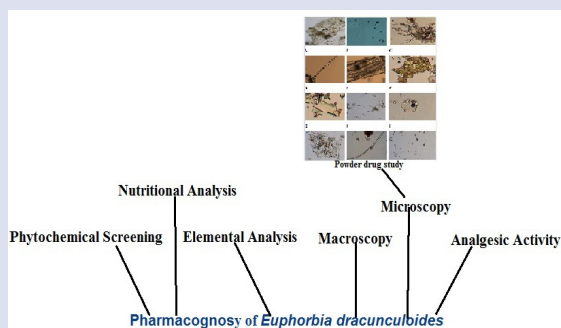 Powder drug study
Nutritional Analysis
Microscopy
Phytochemical Screening
Elemental Analysis
Macroscopy
Analgesic Activity
Pharmacognosy of Euphorbia dracunculoides